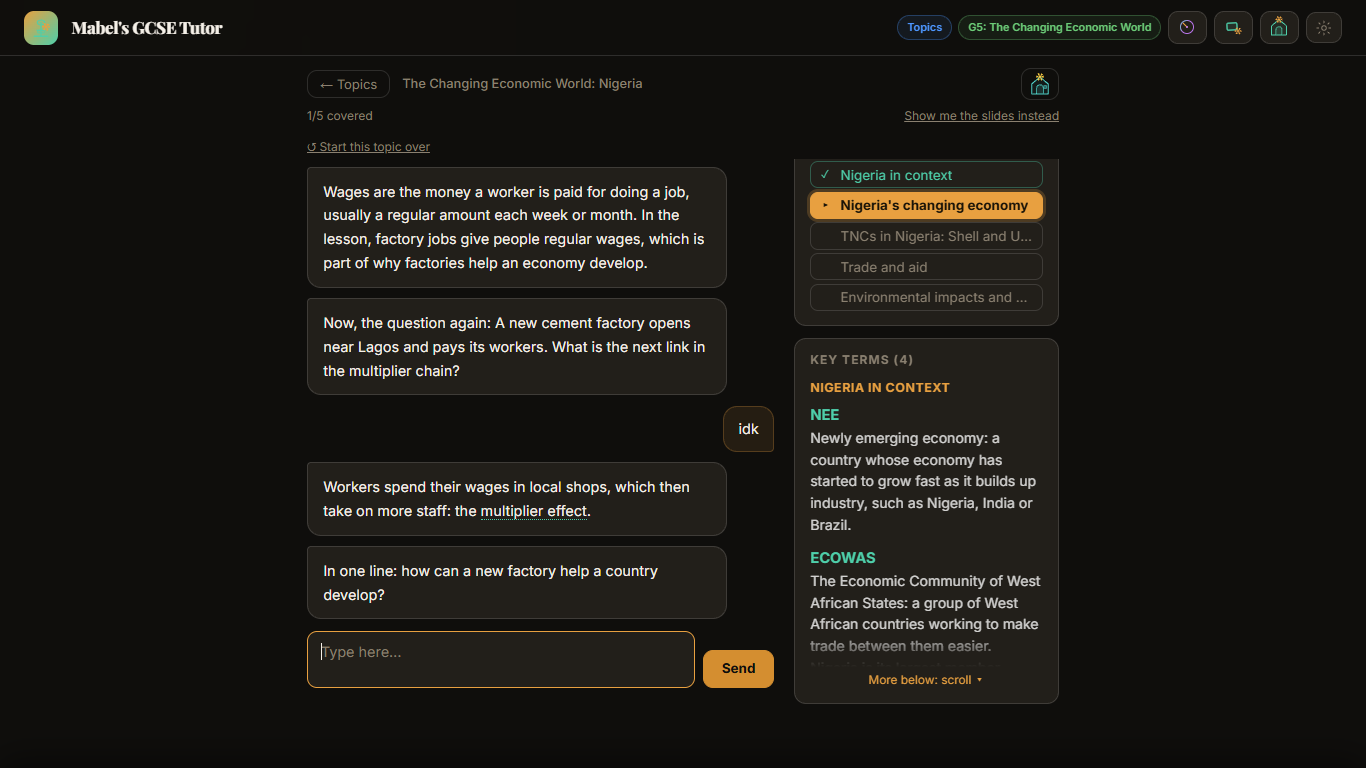 Mabel's GCSE Tutor
Topics
G5: The Changing Economic World
← Topics
The Changing Economic World: Nigeria
1/5 covered
Show me the slides instead
↺ Start this topic over
Wages are the money a worker is paid for doing a job,
usually a regular amount each week or month. In the
lesson, factory jobs give people regular wages, which is
part of why factories help an economy develop.
Now, the question again: A new cement factory opens
near Lagos and pays its workers. What is the next link in
the multiplier chain?
idk
Workers spend their wages in local shops, which then
take on more staff: the multiplier effect.
In one line: how can a new factory help a country
develop?
Type here...
Send
✓ Nigeria in context
▸ Nigeria's changing economy
TNCs in Nigeria: Shell and U...
Trade and aid
Environmental impacts and ...
KEY TERMS (4)
NIGERIA IN CONTEXT
NEE
Newly emerging economy: a
country whose economy has
started to grow fast as it builds up
industry, such as Nigeria, India or
Brazil.
ECOWAS
The Economic Community of West
African States: a group of West
African countries working to make
trade between them easier.
More below: scroll ▾